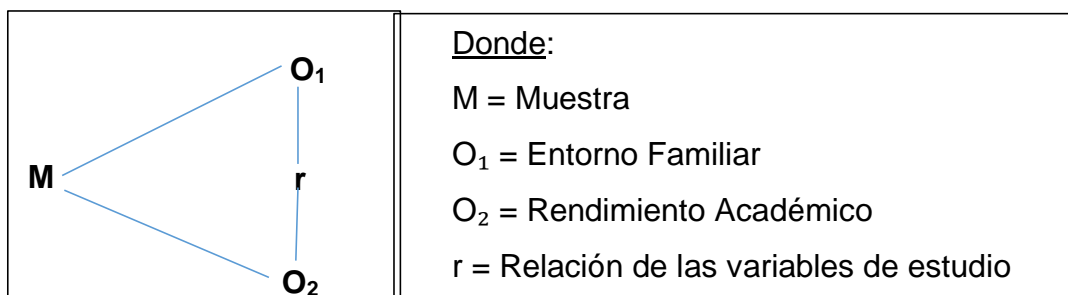 O₁
M
r
O₂
Donde:
M = Muestra
O₁ = Entorno Familiar
O₂ = Rendimiento Académico
r = Relación de las variables de estudio